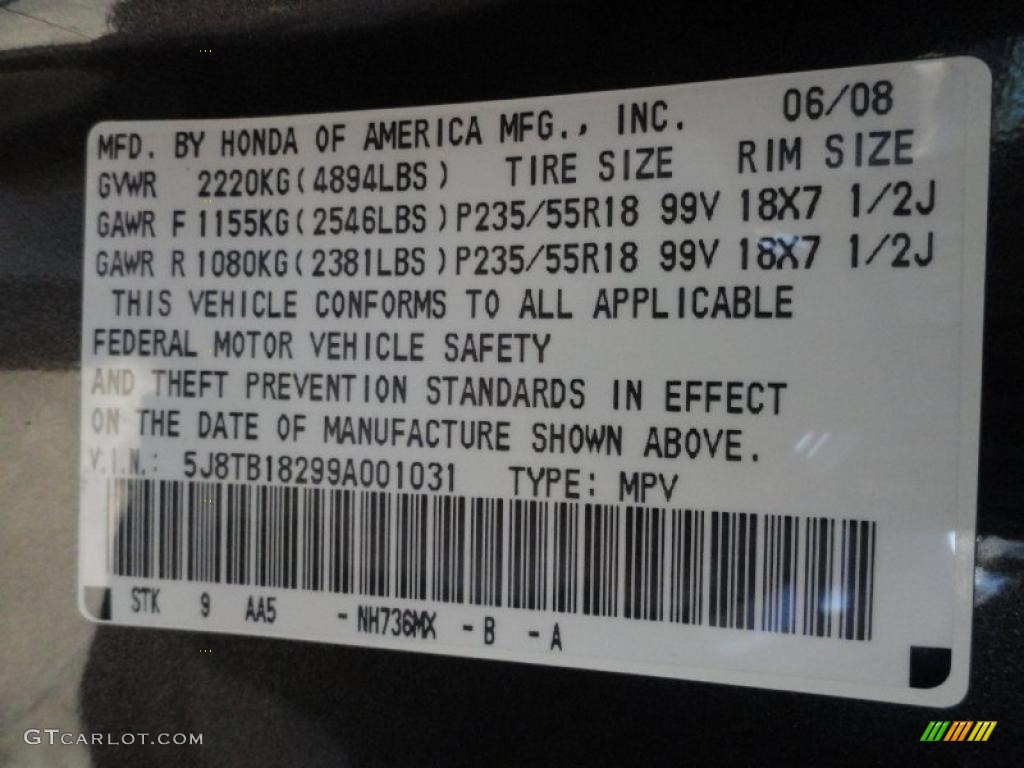 MFD. BY HONDA OF AMERICA MFG., INC. 06/08
GVWR 2220KG(4894LBS) TIRE SIZE RIM SIZE
GAWR F 1155KG(2546LBS) P235/55R18 99V 18X7 1/2J
GAWR R 1080KG(2381LBS) P235/55R18 99V 18X7 1/2J
THIS VEHICLE CONFORMS TO ALL APPLICABLE
FEDERAL MOTOR VEHICLE SAFETY
AND THEFT PREVENTION STANDARDS IN EFFECT
ON THE DATE OF MANUFACTURE SHOWN ABOVE.
V.I.N.: 5J8TB18299A001031 TYPE: MPV
STK 9 AA5 - NH736MX - B - A
GTCARLOT.COM